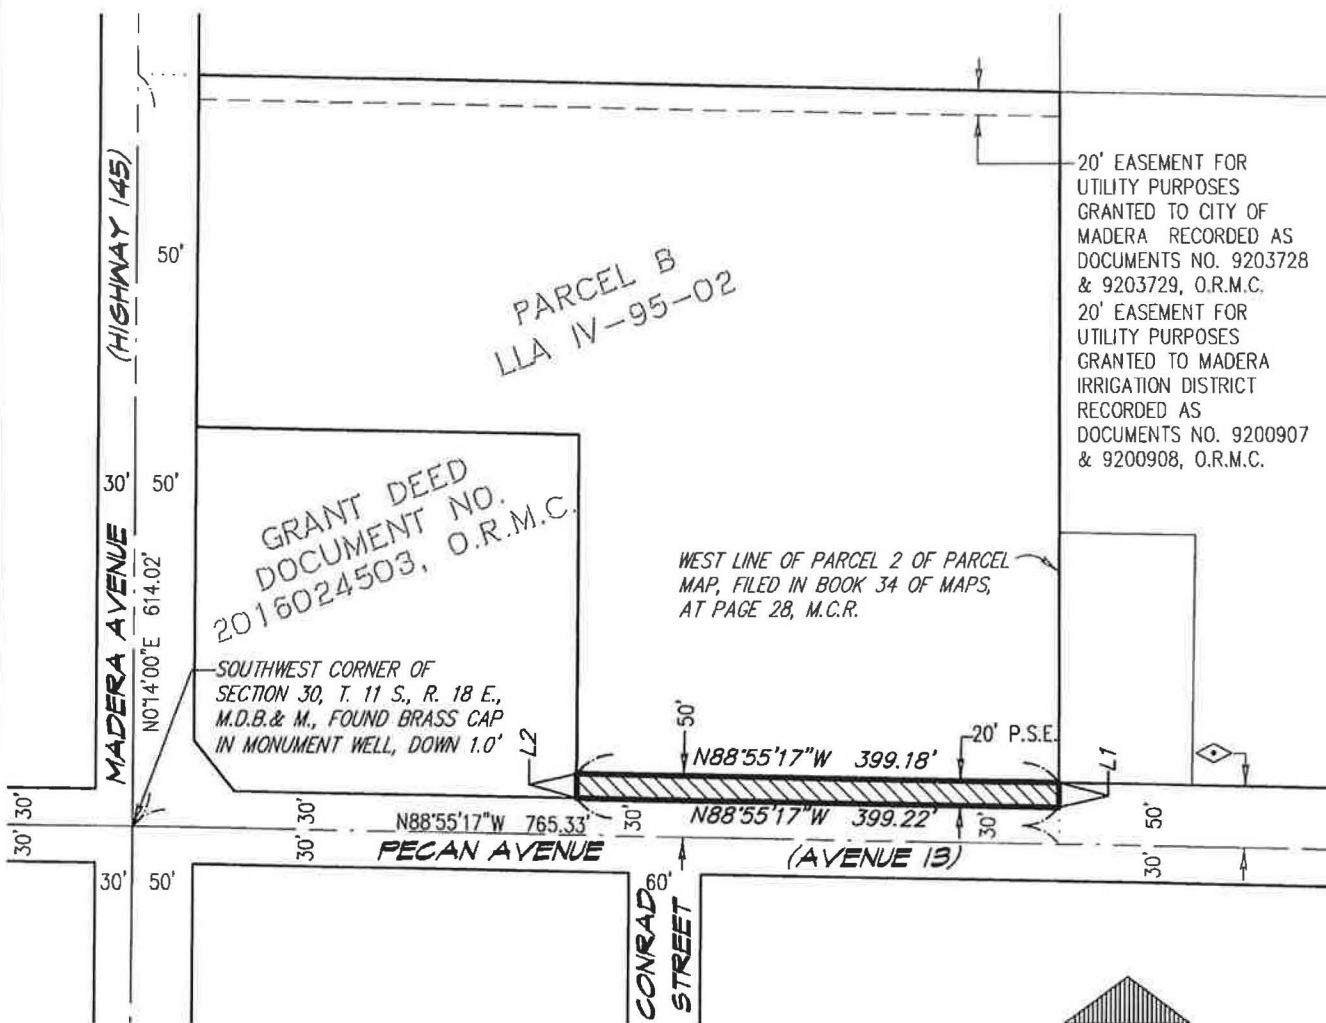 (HIGHWAY 145)
50'
PARCEL B
LLA IV-95-02
20' EASEMENT FOR
UTILITY PURPOSES
GRANTED TO CITY OF
MADERA RECORDED AS
DOCUMENTS NO. 9203728
& 9203729, O.R.M.C.
20' EASEMENT FOR
UTILITY PURPOSES
GRANTED TO MADERA
IRRIGATION DISTRICT
RECORDED AS
DOCUMENTS NO. 9200907
& 9200908, O.R.M.C.
30' 50'
MADERA AVENUE
N0°14'00"E 614.02'
GRANT DEED
DOCUMENT NO.
2016024503, O.R.M.C.
WEST LINE OF PARCEL 2 OF PARCEL
MAP, FILED IN BOOK 34 OF MAPS,
AT PAGE 28, M.C.R.
SOUTHWEST CORNER OF
SECTION 30, T. 11 S., R. 18 E.,
M.D.B.& M., FOUND BRASS CAP
IN MONUMENT WELL, DOWN 1.0'
L2
50'
N88°55'17"W 399.18'
20' P.S.E.
L1
30'
30'
30'
30'
N88°55'17"W 765.33'
30'
N88°55'17"W 399.22'
30'
50'
30'
PECAN AVENUE
(AVENUE 13)
30' 50'
60'
CONRAD
STREET